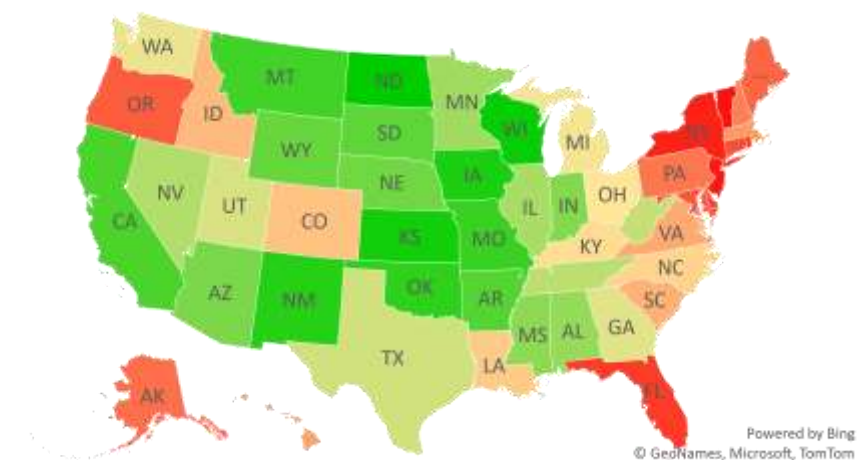 WA
MT
ND
MN
OR
ID
WI
SD
MI
WY
NY
IA
PA
NE
NV
UT
IL
IN
OH
CO
CA
KS
MO
KY
VA
NC
AZ
NM
OK
AR
SC
MS
AL
GA
TX
LA
AK
FL
Powered by Bing
© GeoNames, Microsoft, TomTom